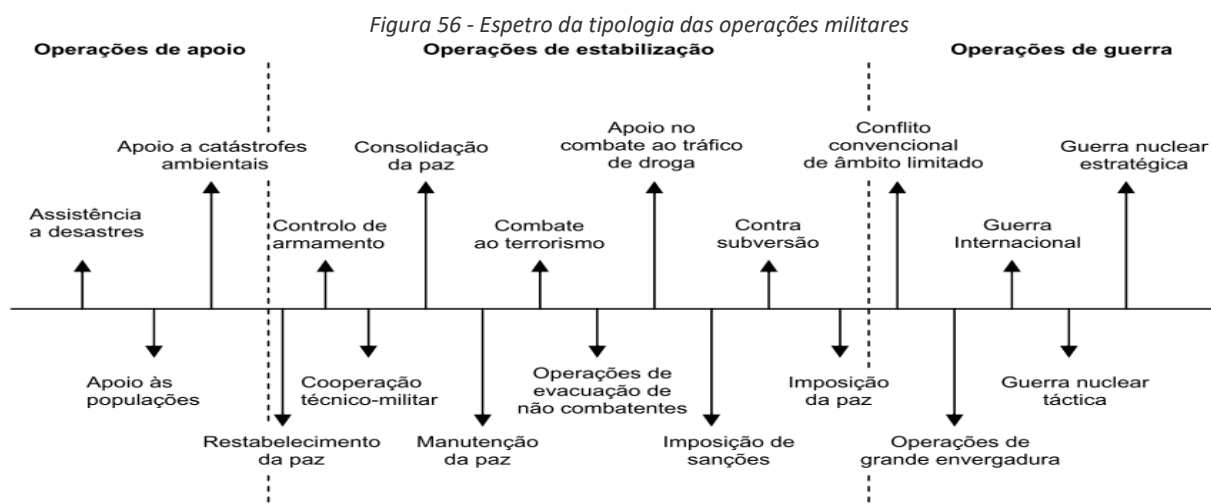 Figura 56 - Espetro da tipologia das operações militares
Operações de apoio
Operações de estabilização
Operações de guerra
Assistência
a desastres
Apoio a catástrofes
ambientais
Controlo de
armamento
Consolidação
da paz
Combate
ao terrorismo
Apoio no
combate ao tráfico
de droga
Contra
subversão
Conflito
convencional
de âmbito limitado
Guerra
Internacional
Guerra nuclear
estratégica
Apoio às
populações
Restabelecimento
da paz
Cooperação
técnico-militar
Manutenção
da paz
Operações de
evacuação de
não combatentes
Imposição de
sanções
Imposição
da paz
Operações de
grande envergadura
Guerra nuclear
táctica